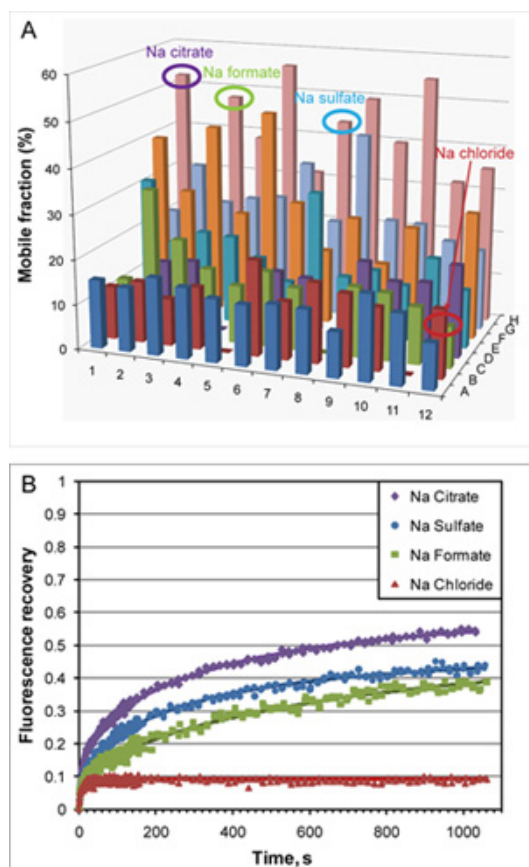 A
60
50
40
30
20
10
0
Mobile fraction (%)
Na citrate
Na formate
Na sulfate
Na chloride
1 2 3 4 5 6 7 8 9 10 11 12
A
B
C
D
E
F
G
H
B
1
0.9
0.8
0.7
0.6
0.5
0.4
0.3
0.2
0.1
0
Fluorescence recovery
Na Citrate
Na Sulfate
Na Formate
Na Chloride
0 200 400 600 800 1000
Time, s